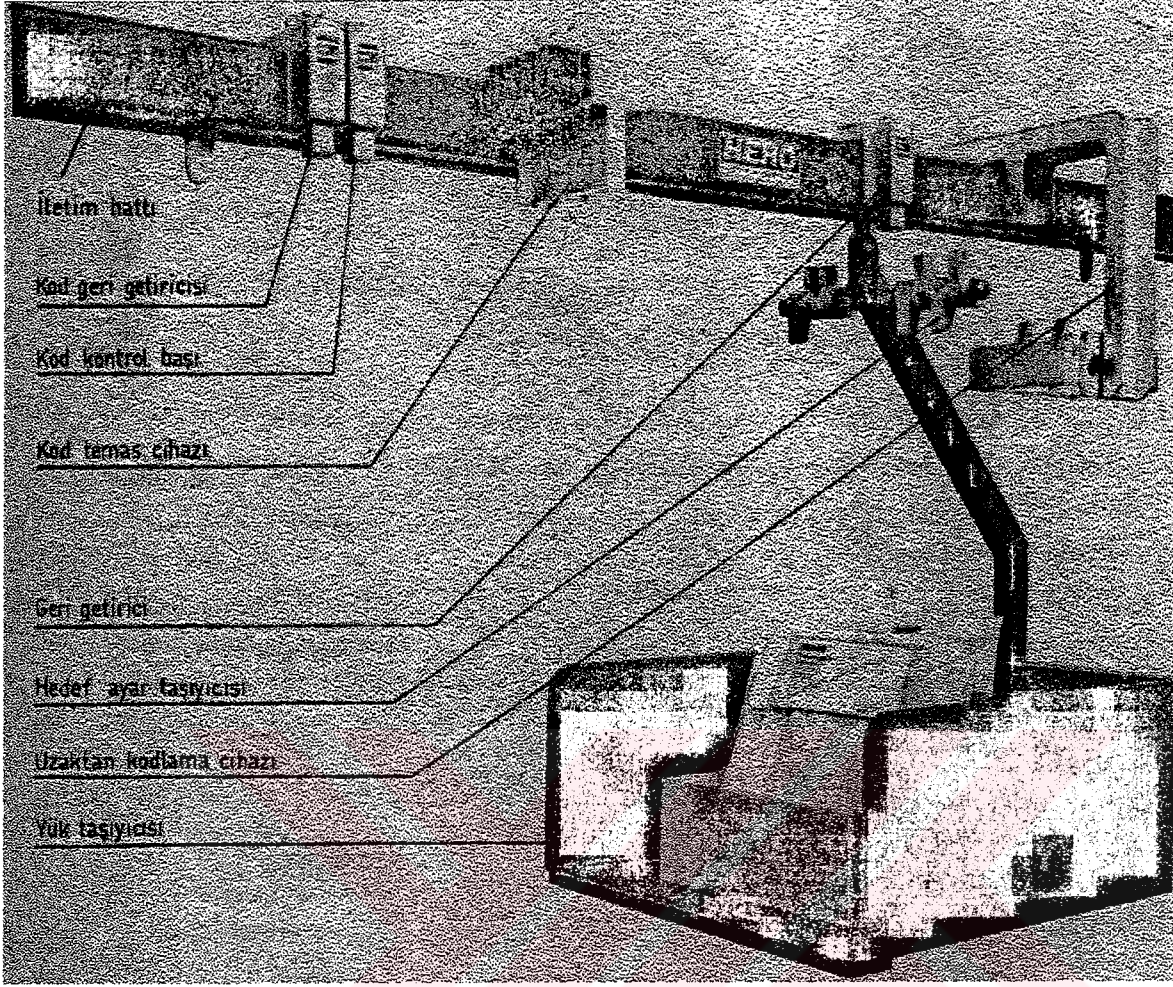 HEMO
İletim hattı
Kod geri getiricisi
Kod kontrol başı
Kod temas cihazı
Geri getirici
Hedef ayar taşıyıcısı
Uzaktan kodlama cihazı
Yük taşıyıcısı